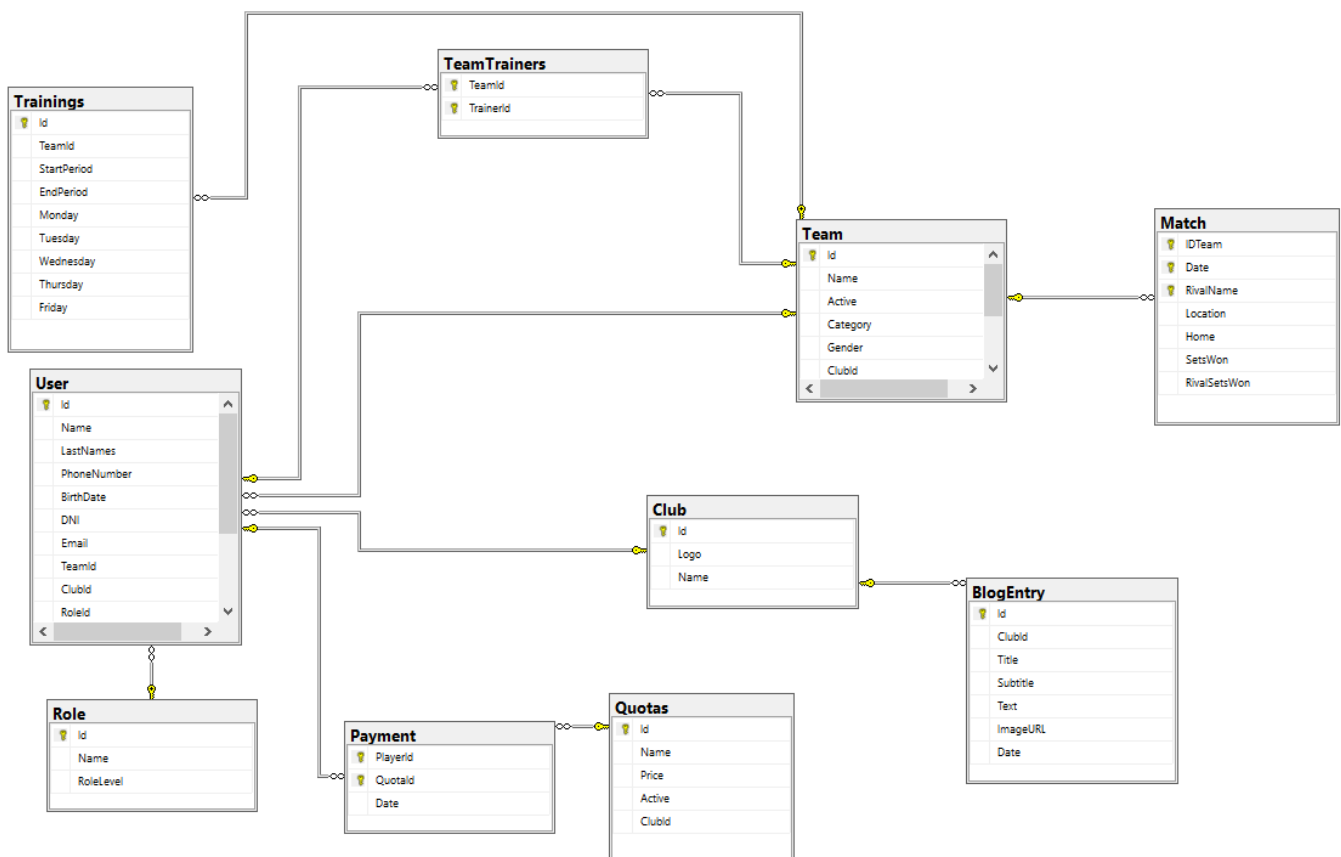 TeamTrainers
TeamId
TrainerId
Trainings
Id
TeamId
StartPeriod
EndPeriod
Monday
Tuesday
Wednesday
Thursday
Friday
Team
Id
Name
Active
Category
Gender
ClubId
Match
IDTeam
Date
RivalName
Location
Home
SetsWon
RivalSetsWon
User
Id
Name
LastNames
PhoneNumber
BirthDate
DNI
Email
TeamId
ClubId
RoleId
Club
Id
Logo
Name
BlogEntry
Id
ClubId
Title
Subtitle
Text
ImageURL
Date
Role
Id
Name
RoleLevel
Payment
PlayerId
QuotaId
Date
Quotas
Id
Name
Price
Active
ClubId